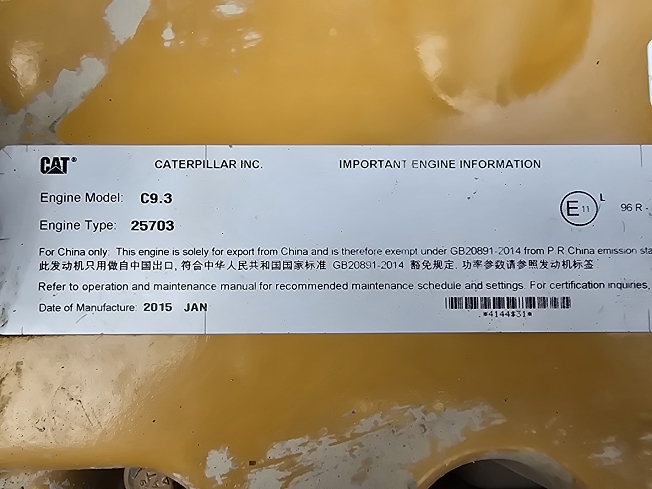 CAT® CATERPILLAR INC. IMPORTANT ENGINE INFORMATION
Engine Model: C9.3
Engine Type: 25703
E11 L 96 R -
For China only: This engine is solely for export from China and is therefore exempt under GB20891-2014 from P R China emission sta
此发动机只用做自中国出口, 符合中华人民共和国国家标准 GB20891-2014 豁免规定. 功率参数请参照发动机标签
Refer to operation and maintenance manual for recommended maintenance schedule and settings. For certification inquiries,
Date of Manufacture: 2015 JAN
*4144$31*